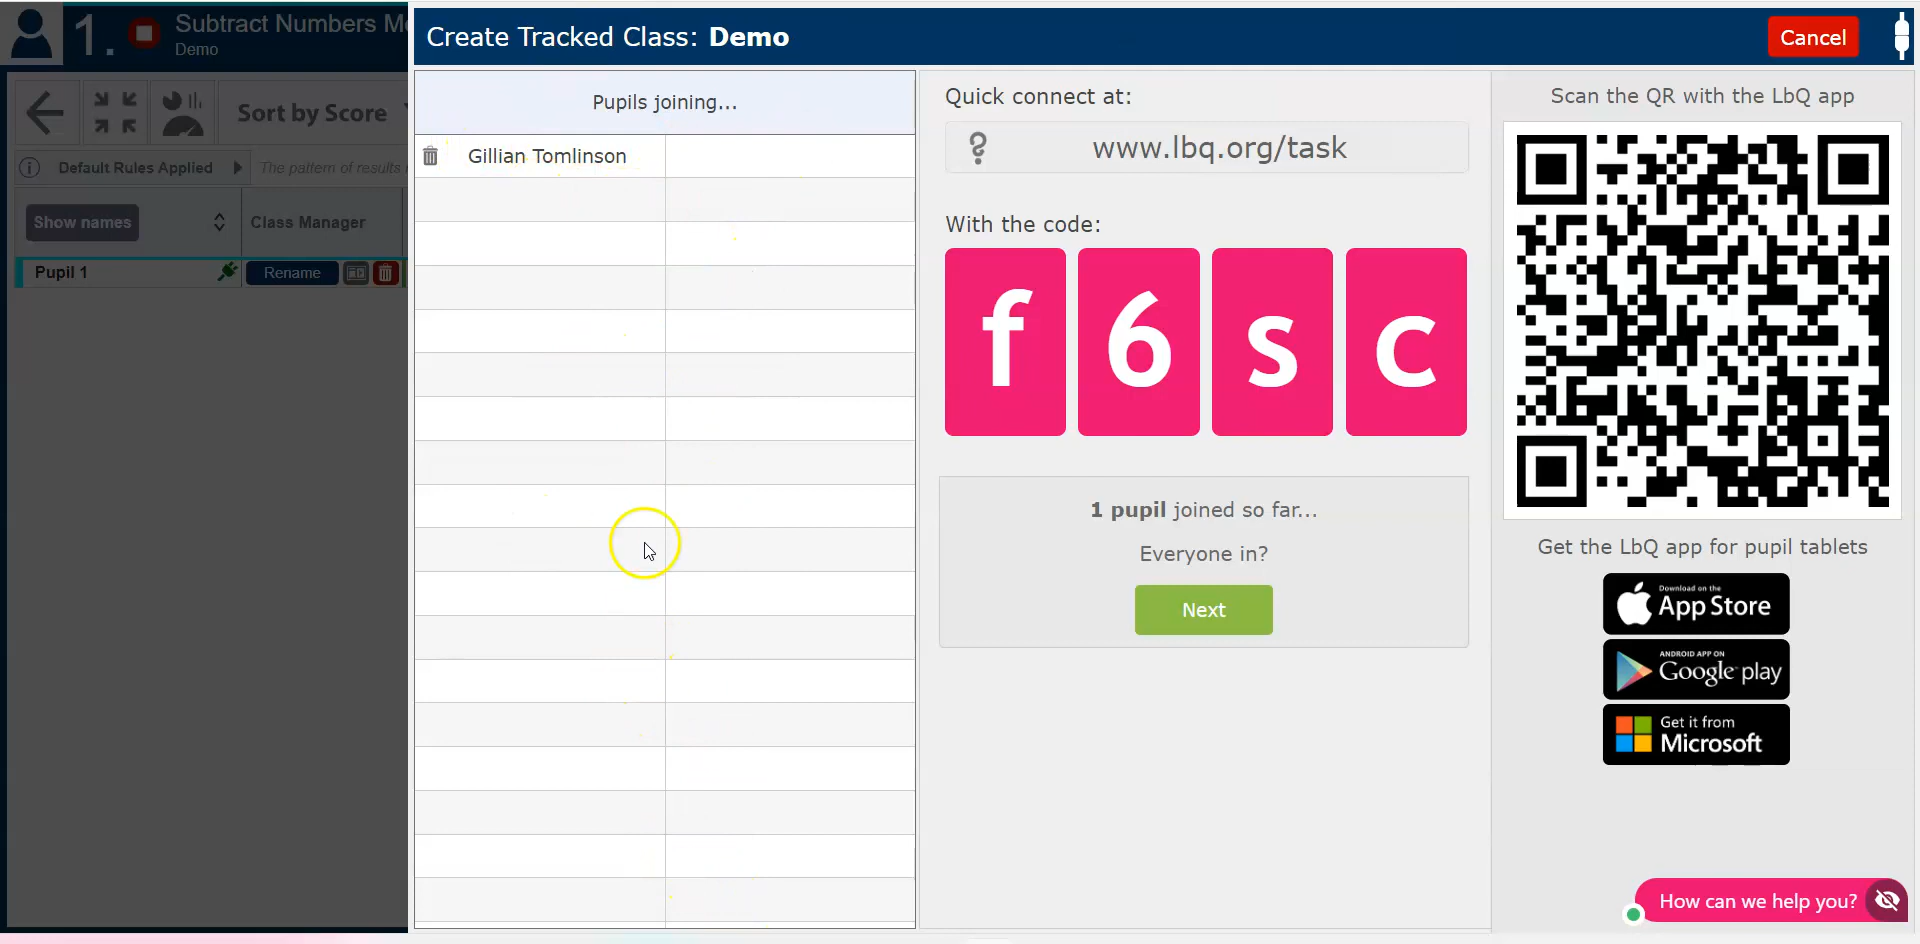 1.
Subtract Numbers Mo
Demo
Sort by Score
Default Rules Applied
The pattern of results
Show names
Class Manager
Pupil 1
Rename
Create Tracked Class: Demo
Cancel
Pupils joining...
Gillian Tomlinson
Quick connect at:
? www.lbq.org/task
With the code:
f 6 s c
1 pupil joined so far...
Everyone in?
Next
Scan the QR with the LbQ app
Get the LbQ app for pupil tablets
Download on the
App Store
ANDROID APP ON
Google play
Get it from
Microsoft
How can we help you?